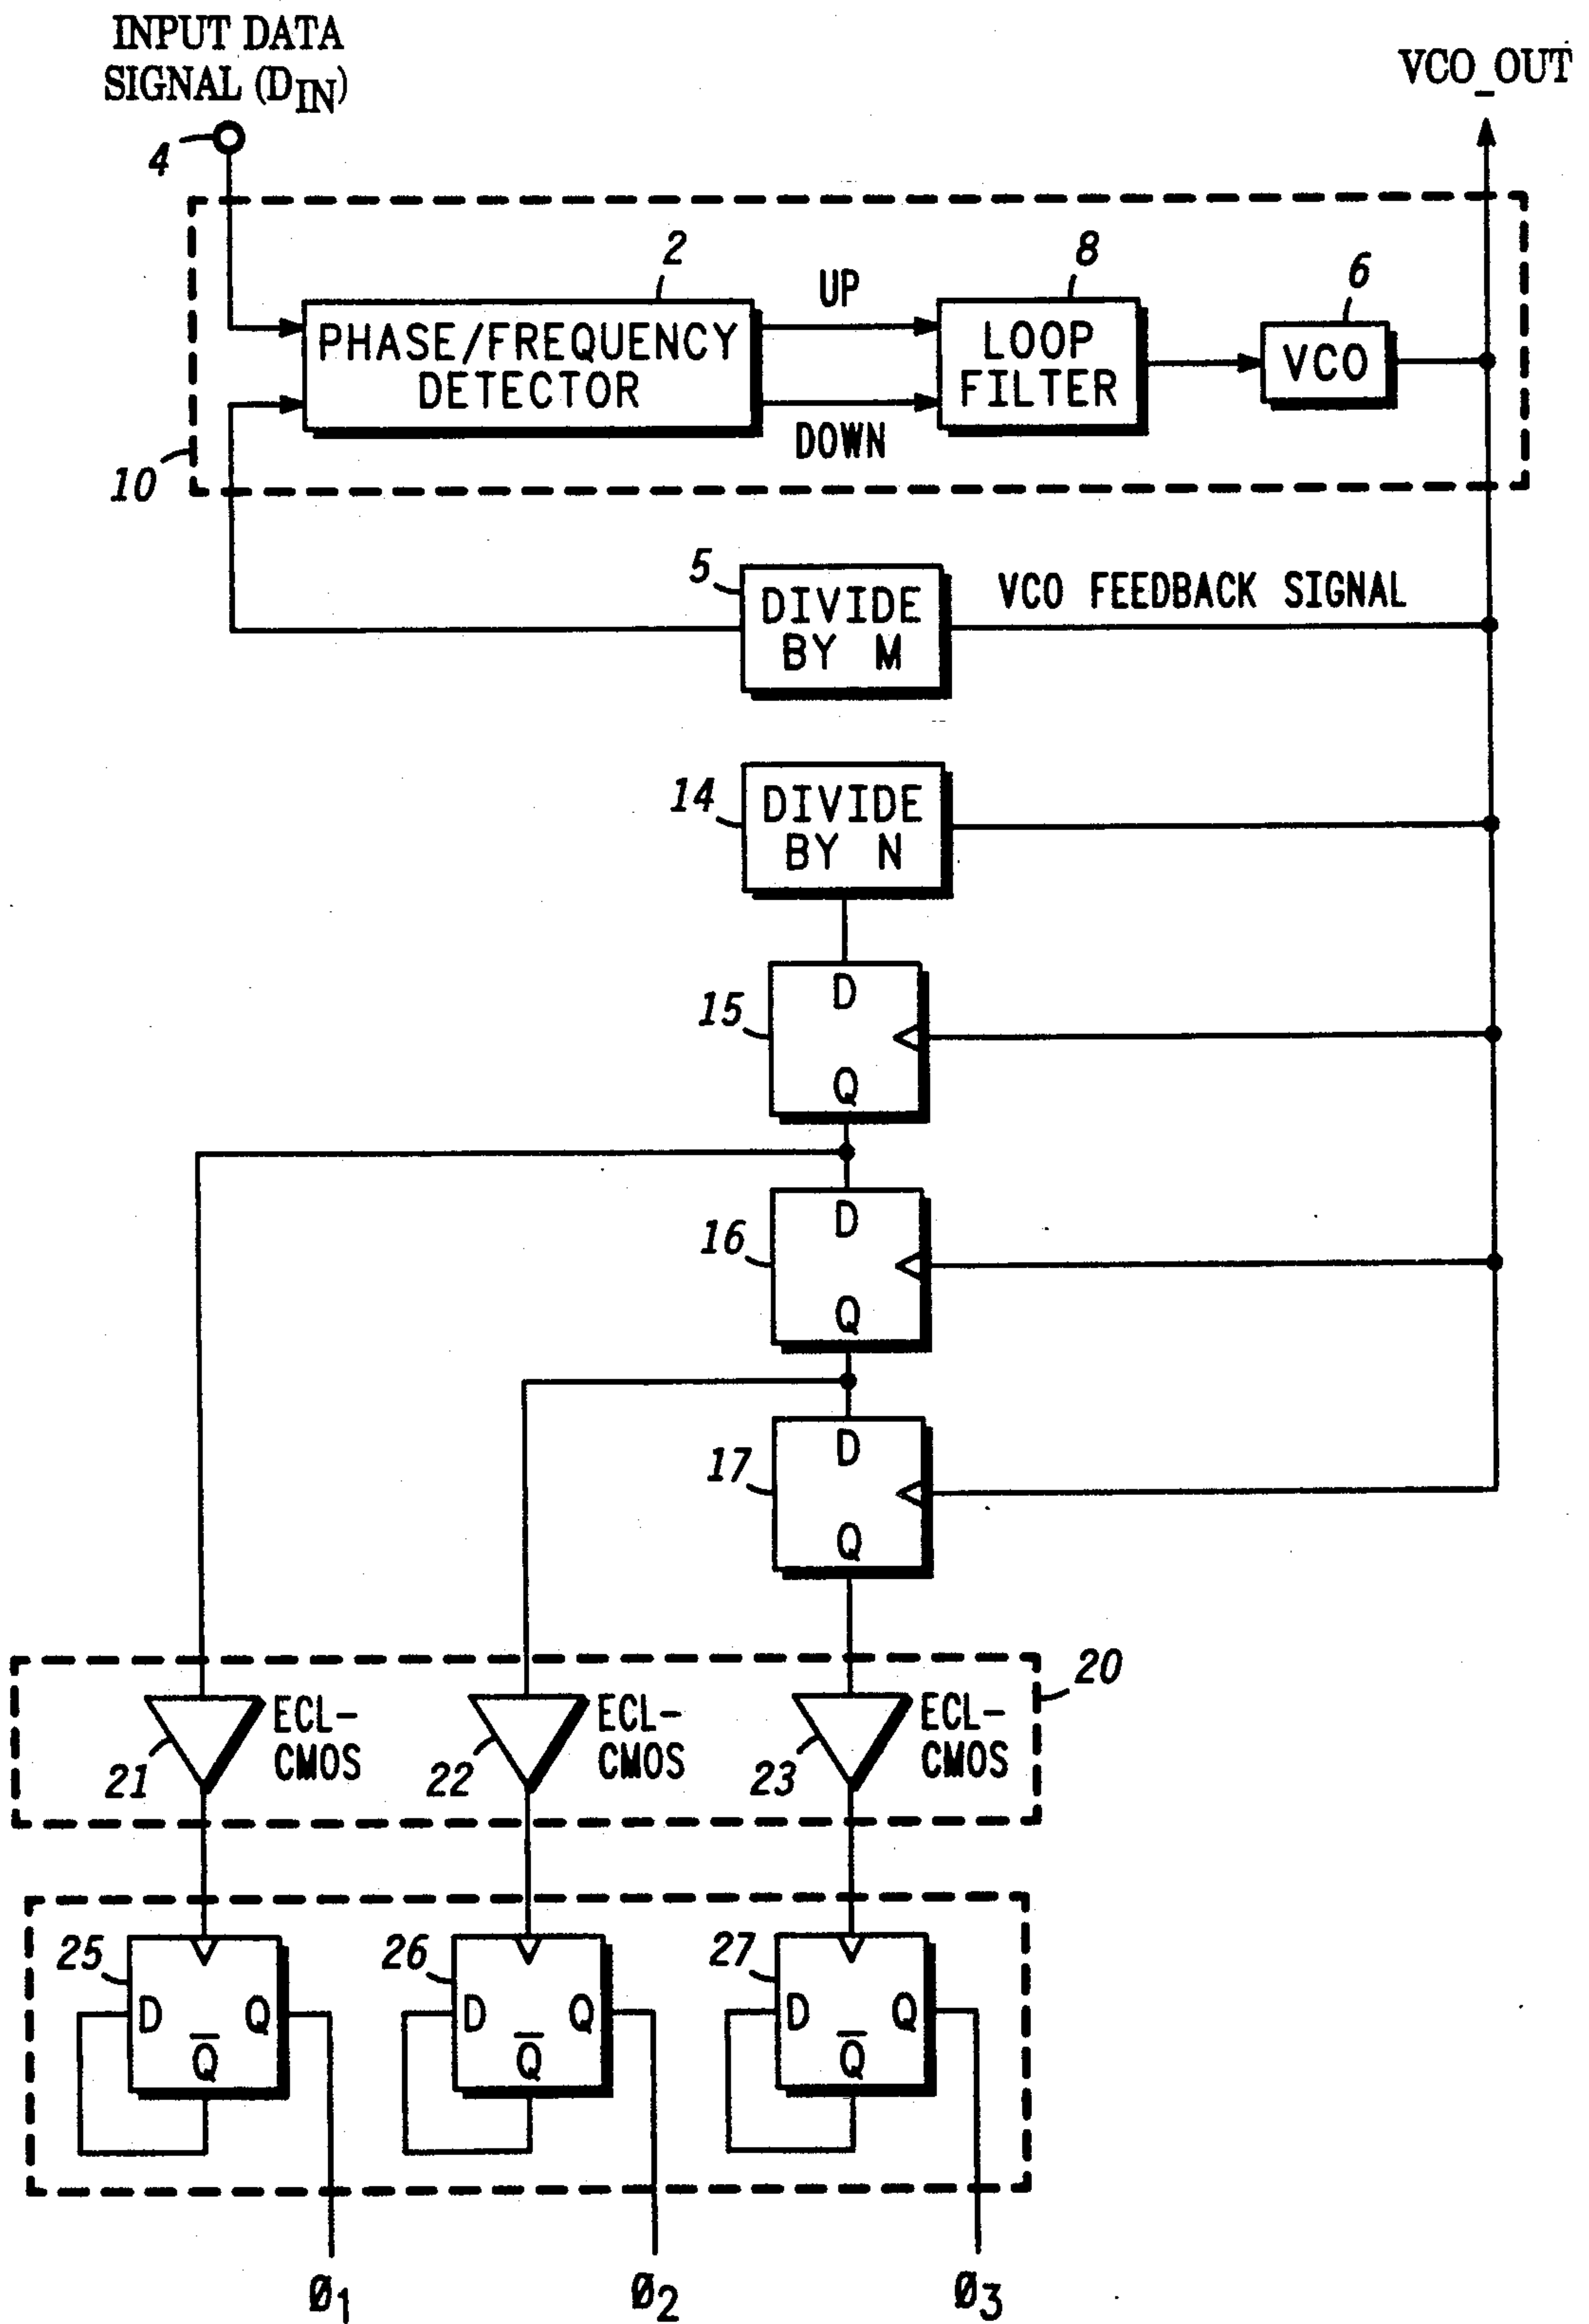 INPUT DATA
SIGNAL (DIN)
VCO_OUT
4
2
UP
8
6
PHASE/FREQUENCY
DETECTOR
LOOP
FILTER
VCO
DOWN
10
5
DIVIDE
BY M
VCO FEEDBACK SIGNAL
14
DIVIDE
BY N
D
15
Q
D
16
Q
D
17
Q
20
ECL-
CMOS
ECL-
CMOS
ECL-
CMOS
21
22
23
25
26
27
D
Q
Q̅
D
Q
Q̅
D
Q
Q̅
Ø1
Ø2
Ø3